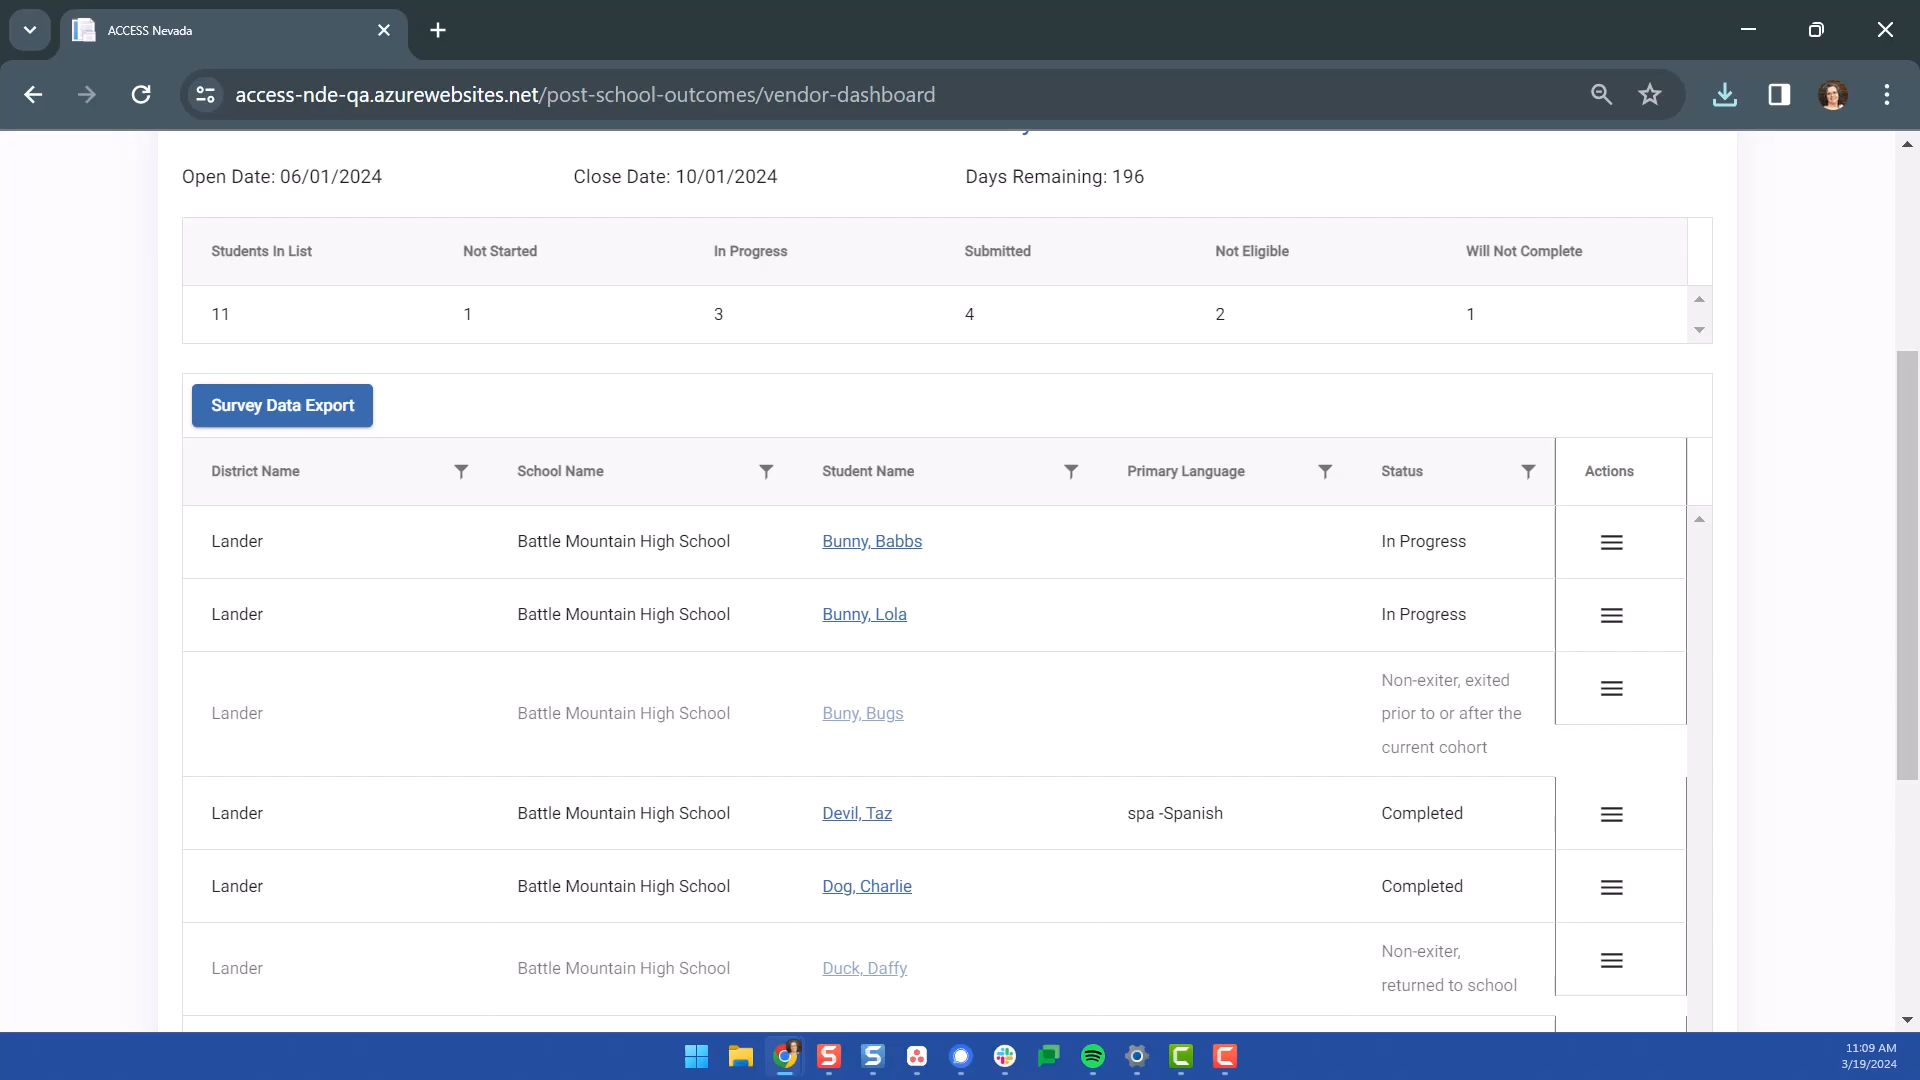 ACCESS Nevada
access-nde-qa.azurewebsites.net/post-school-outcomes/vendor-dashboard
Open Date: 06/01/2024 Close Date: 10/01/2024 Days Remaining: 196
Students In List Not Started In Progress Submitted Not Eligible Will Not Complete
11 1 3 4 2 1
Survey Data Export
District Name School Name Student Name Primary Language Status Actions
Lander Battle Mountain High School Bunny, Babbs In Progress
Lander Battle Mountain High School Bunny, Lola In Progress
Lander Battle Mountain High School Buny, Bugs Non-exiter, exited
prior to or after the
current cohort
Lander Battle Mountain High School Devil, Taz spa -Spanish Completed
Lander Battle Mountain High School Dog, Charlie Completed
Lander Battle Mountain High School Duck, Daffy Non-exiter,
returned to school
11:09 AM
3/19/2024